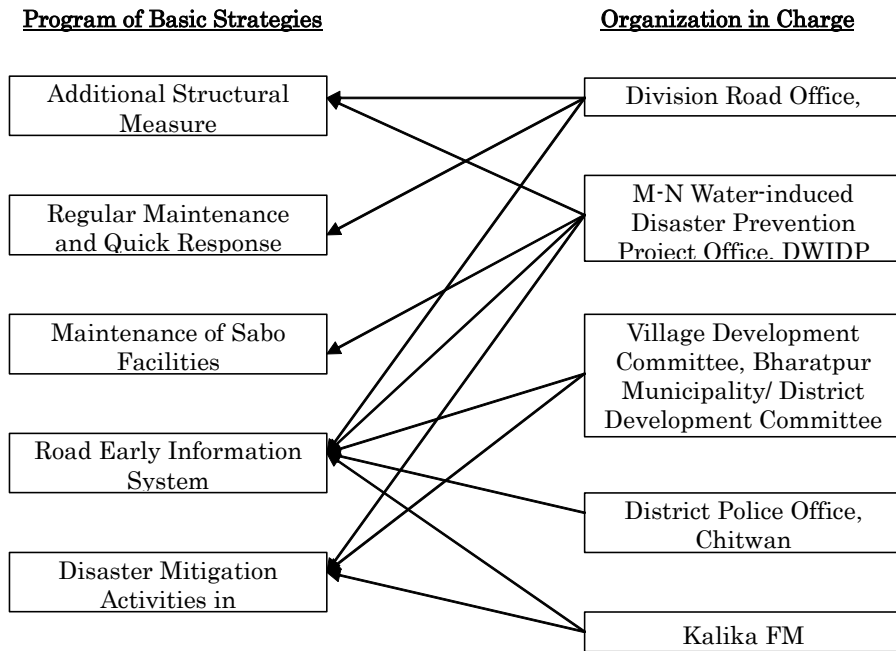 Program of Basic Strategies
Organization in Charge
Additional Structural
Measure
Regular Maintenance
and Quick Response
Maintenance of Sabo
Facilities
Road Early Information
System
Disaster Mitigation
Activities in
Division Road Office,
M-N Water-induced
Disaster Prevention
Project Office, DWIDP
Village Development
Committee, Bharatpur
Municipality/ District
Development Committee
District Police Office,
Chitwan
Kalika FM